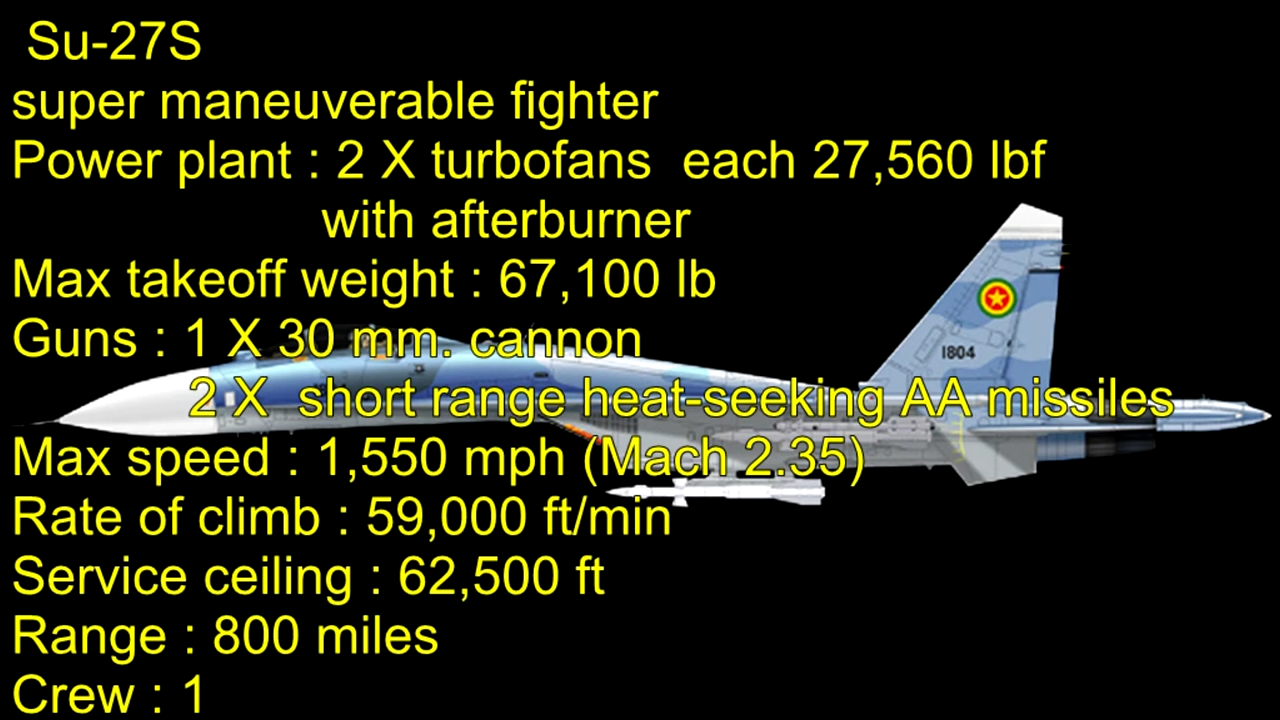 Su-27S
super maneuverable fighter
Power plant : 2 X turbofans each 27,560 lbf
with afterburner
Max takeoff weight : 67,100 lb
Guns : 1 X 30 mm. cannon
1804
2 X short range heat-seeking AA missiles
Max speed : 1,550 mph (Mach 2.35)
Rate of climb : 59,000 ft/min
Service ceiling : 62,500 ft
Range : 800 miles
Crew : 1